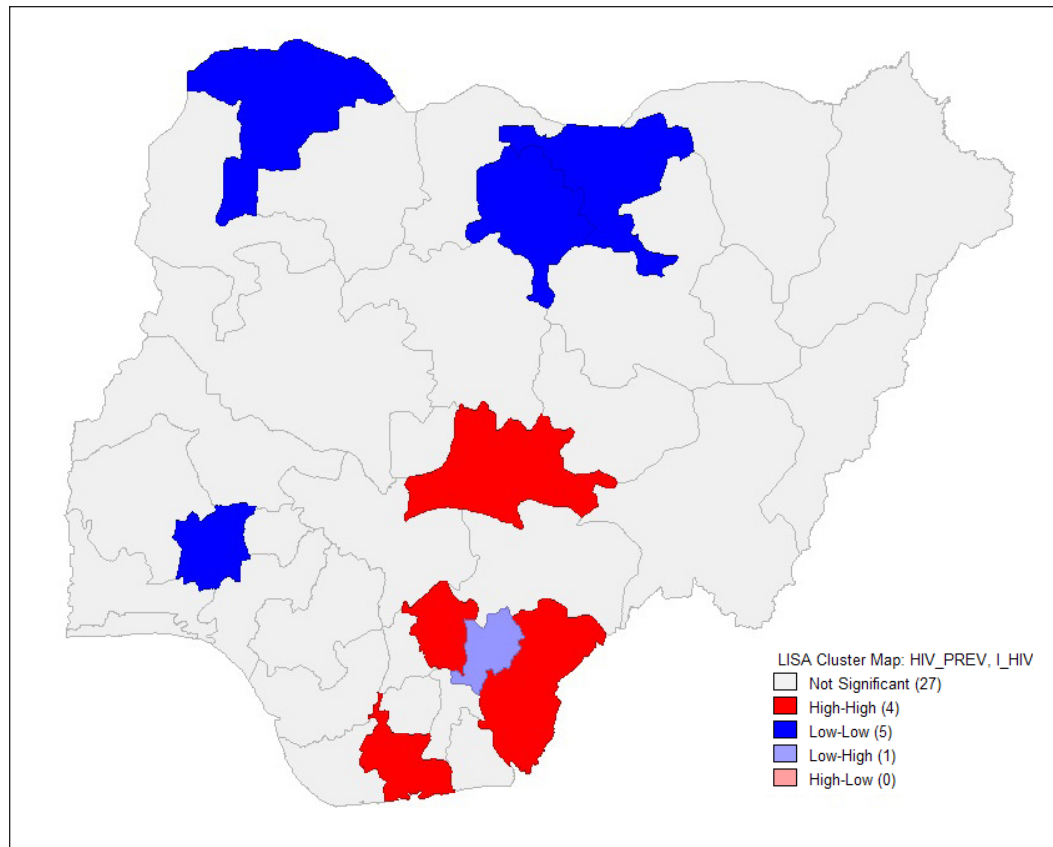 LISA Cluster Map: HIV_PREV, I_HIV
Not Significant (27)
High-High (4)
Low-Low (5)
Low-High (1)
High-Low (0)